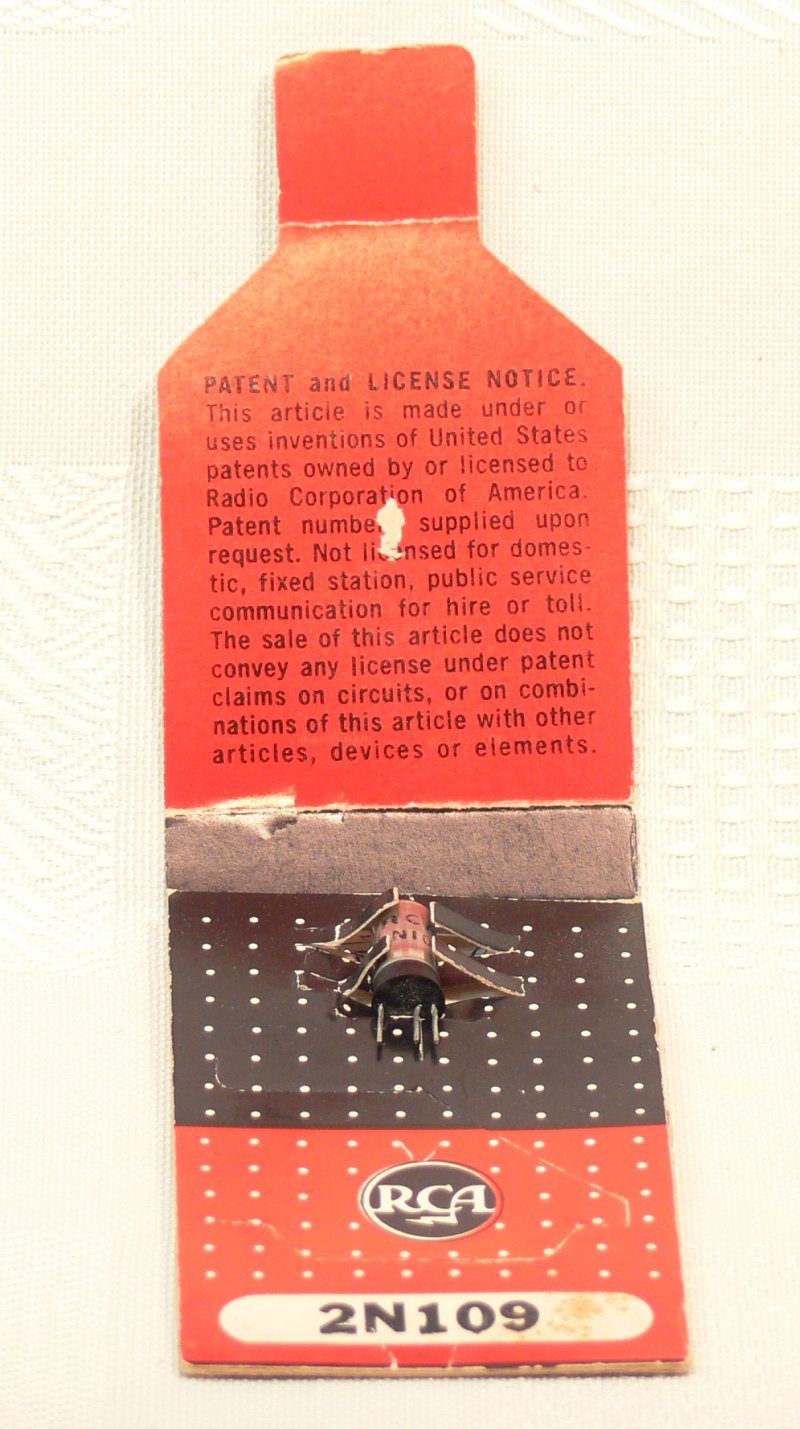 PATENT and LICENSE NOTICE.
This article is made under or
uses inventions of United States
patents owned by or licensed to
Radio Corporation of America.
Patent numbe supplied upon
request. Not licensed for domes-
tic, fixed station, public service
communication for hire or toll.
The sale of this article does not
convey any license under patent
claims on circuits, or on combi-
nations of this article with other
articles, devices or elements.
RCA
2N109